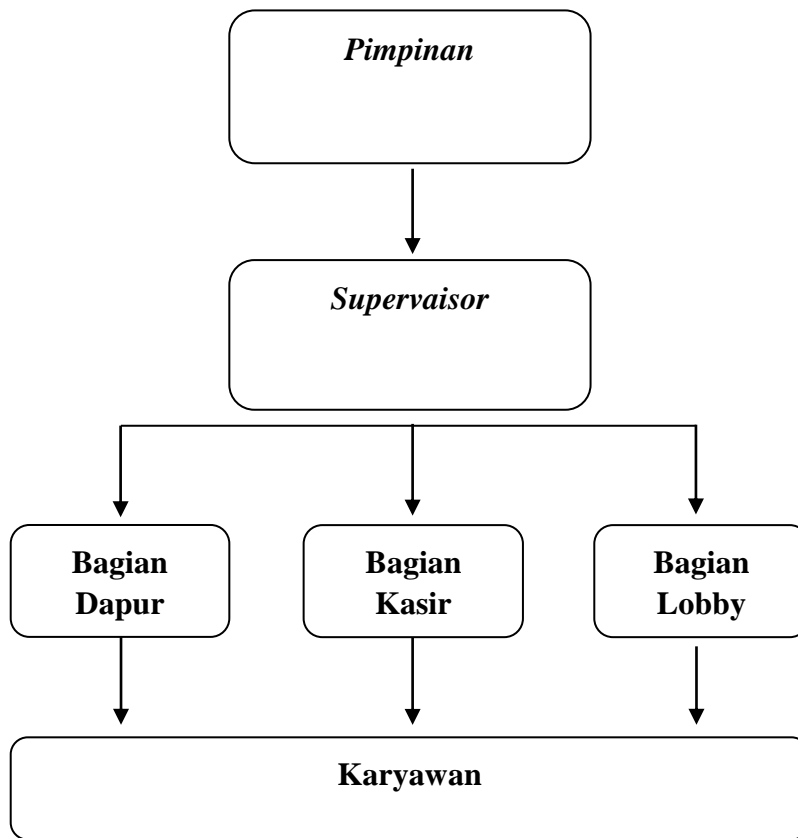 Pimpinan
Supervaisor
Bagian
Dapur
Bagian
Kasir
Bagian
Lobby
Karyawan